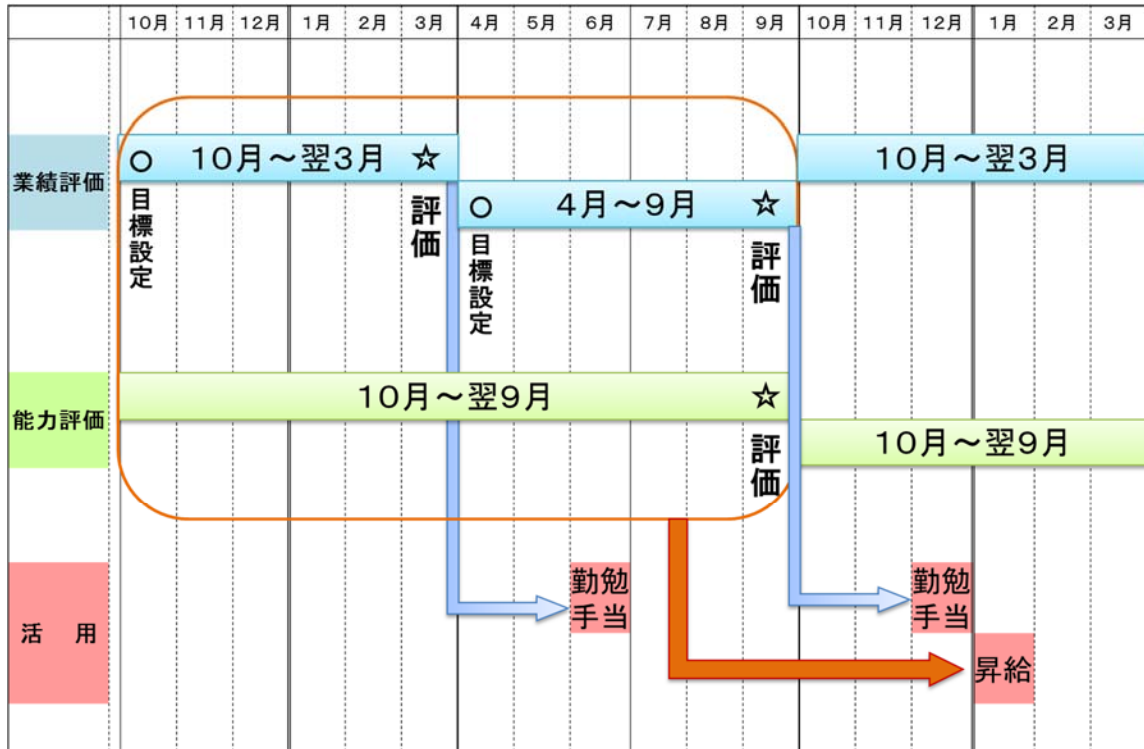 10月 11月 12月 1月 2月 3月 4月 5月 6月 7月 8月 9月 10月 11月 12月 1月 2月 3月
業績評価
○ 10月～翌3月 ☆
目標設定
評価
○ 4月～9月 ☆
目標設定
評価
10月～翌3月
能力評価
10月～翌9月 ☆
評価
10月～翌9月
活 用
勤勉
手当
勤勉
手当
昇給